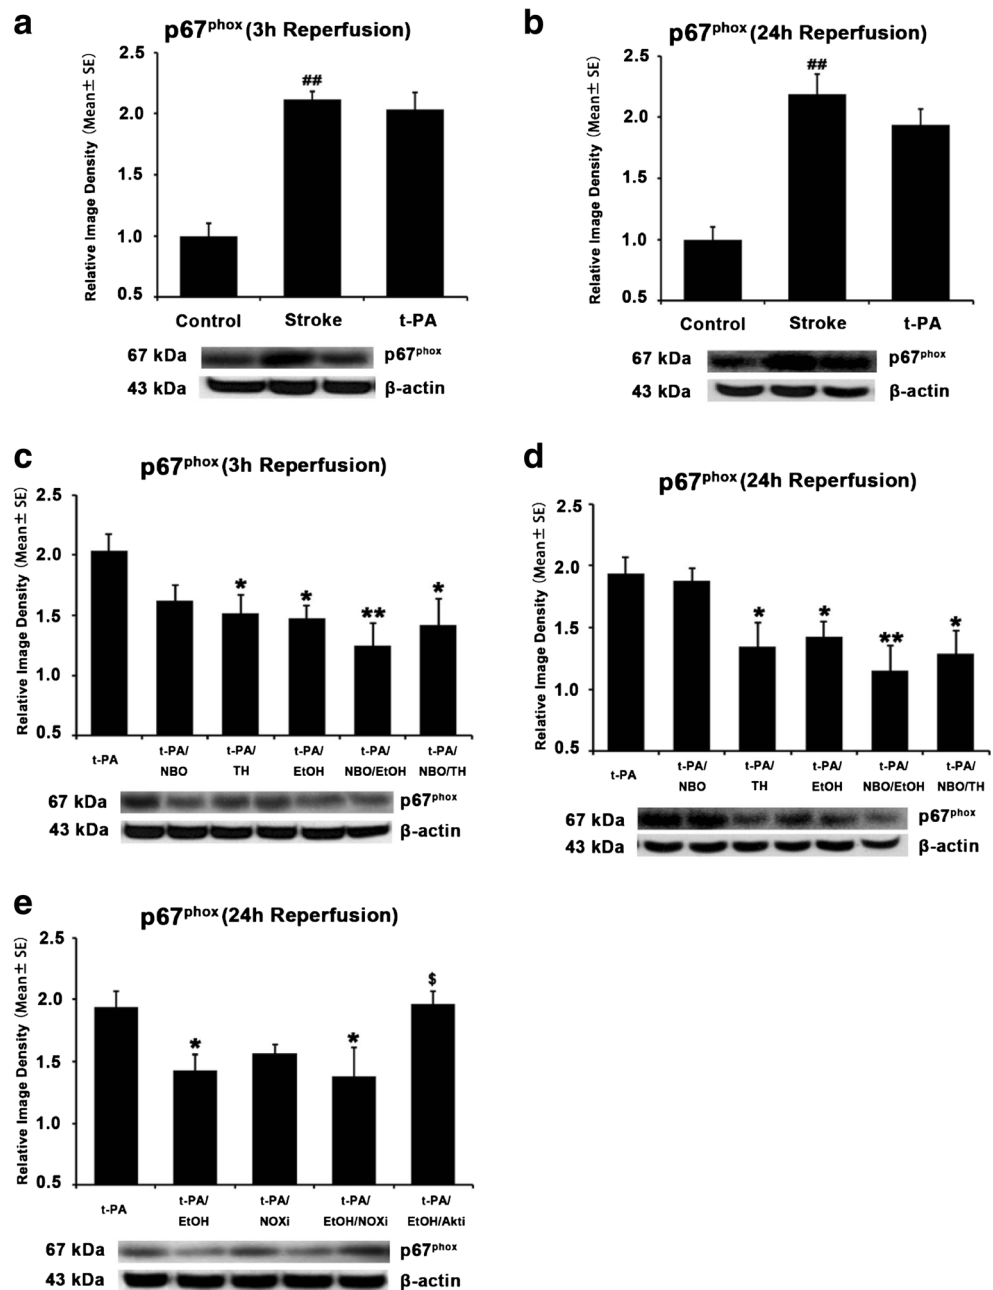 a
p67phox (3h Reperfusion)
Relative Image Density (Mean± SE)
2.5
2.0
1.5
1.0
0.5
##
Control Stroke t-PA
67 kDa p67phox
43 kDa β-actin
b
p67phox (24h Reperfusion)
Relative Image Density (Mean± SE)
2.5
2.0
1.5
1.0
0.5
##
Control Stroke t-PA
67 kDa p67phox
43 kDa β-actin
c
p67phox (3h Reperfusion)
Relative Image Density (Mean± SE)
2.5
2.0
1.5
1.0
0.5
* * ** *
t-PA t-PA/ t-PA/ t-PA/ t-PA/ t-PA/
NBO TH EtOH NBO/EtOH NBO/TH
67 kDa p67phox
43 kDa β-actin
d
p67phox (24h Reperfusion)
Relative Image Density (Mean± SE)
2.5
2.0
1.5
1.0
0.5
* * ** *
t-PA t-PA/ t-PA/ t-PA/ t-PA/ t-PA/
NBO TH EtOH NBO/EtOH NBO/TH
67 kDa p67phox
43 kDa β-actin
e
p67phox (24h Reperfusion)
Relative Image Density (Mean± SE)
2.5
2.0
1.5
1.0
0.5
* * $
t-PA t-PA/ t-PA/ t-PA/ t-PA/
EtOH NOXi EtOH/NOXi EtOH/Akti
67 kDa p67phox
43 kDa β-actin